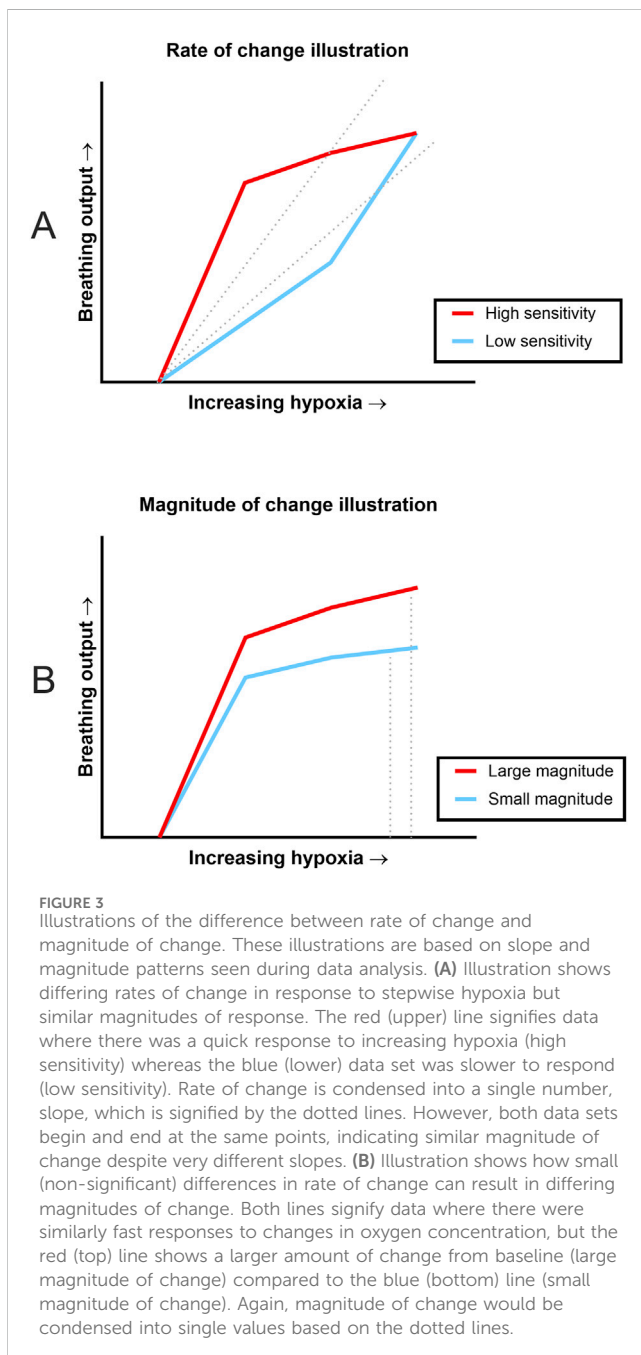 Rate of change illustration
A
Breathing output →
High sensitivity
Low sensitivity
Increasing hypoxia →
Magnitude of change illustration
B
Breathing output →
Large magnitude
Small magnitude
Increasing hypoxia →
FIGURE 3
Illustrations of the difference between rate of change and
magnitude of change. These illustrations are based on slope and
magnitude patterns seen during data analysis. (A) Illustration shows
differing rates of change in response to stepwise hypoxia but
similar magnitudes of response. The red (upper) line signifies data
where there was a quick response to increasing hypoxia (high
sensitivity) whereas the blue (lower) data set was slower to respond
(low sensitivity). Rate of change is condensed into a single number,
slope, which is signified by the dotted lines. However, both data sets
begin and end at the same points, indicating similar magnitude of
change despite very different slopes. (B) Illustration shows how small
(non-significant) differences in rate of change can result in differing
magnitudes of change. Both lines signify data where there were
similarly fast responses to changes in oxygen concentration, but the
red (top) line shows a larger amount of change from baseline (large
magnitude of change) compared to the blue (bottom) line (small
magnitude of change). Again, magnitude of change would be
condensed into single values based on the dotted lines.